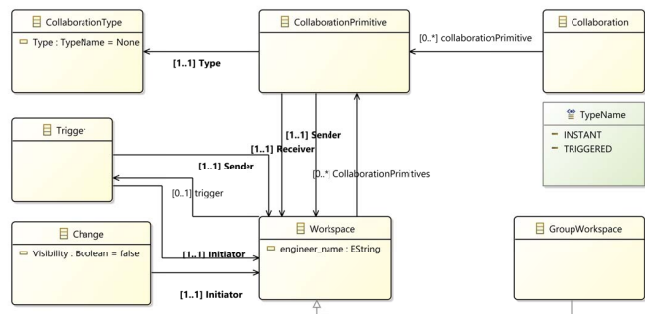 CollaborationType
CollaborationPrimitive
Collaboration
Type : TypeName = None
[0..*] collaborationPrimitive
[1..1] Type
TypeName
INSTANT
TRIGGERED
Trigger
[1..1] Sender
[1..1] Receiver
[1..1] Sender
[0..*] CollaborationPrimitives
[0..1] trigger
Change
Workspace
GroupWorkspace
Visibility : Boolean = false
engineer_name : EString
[1..1] Initiator
[1..1] Initiator